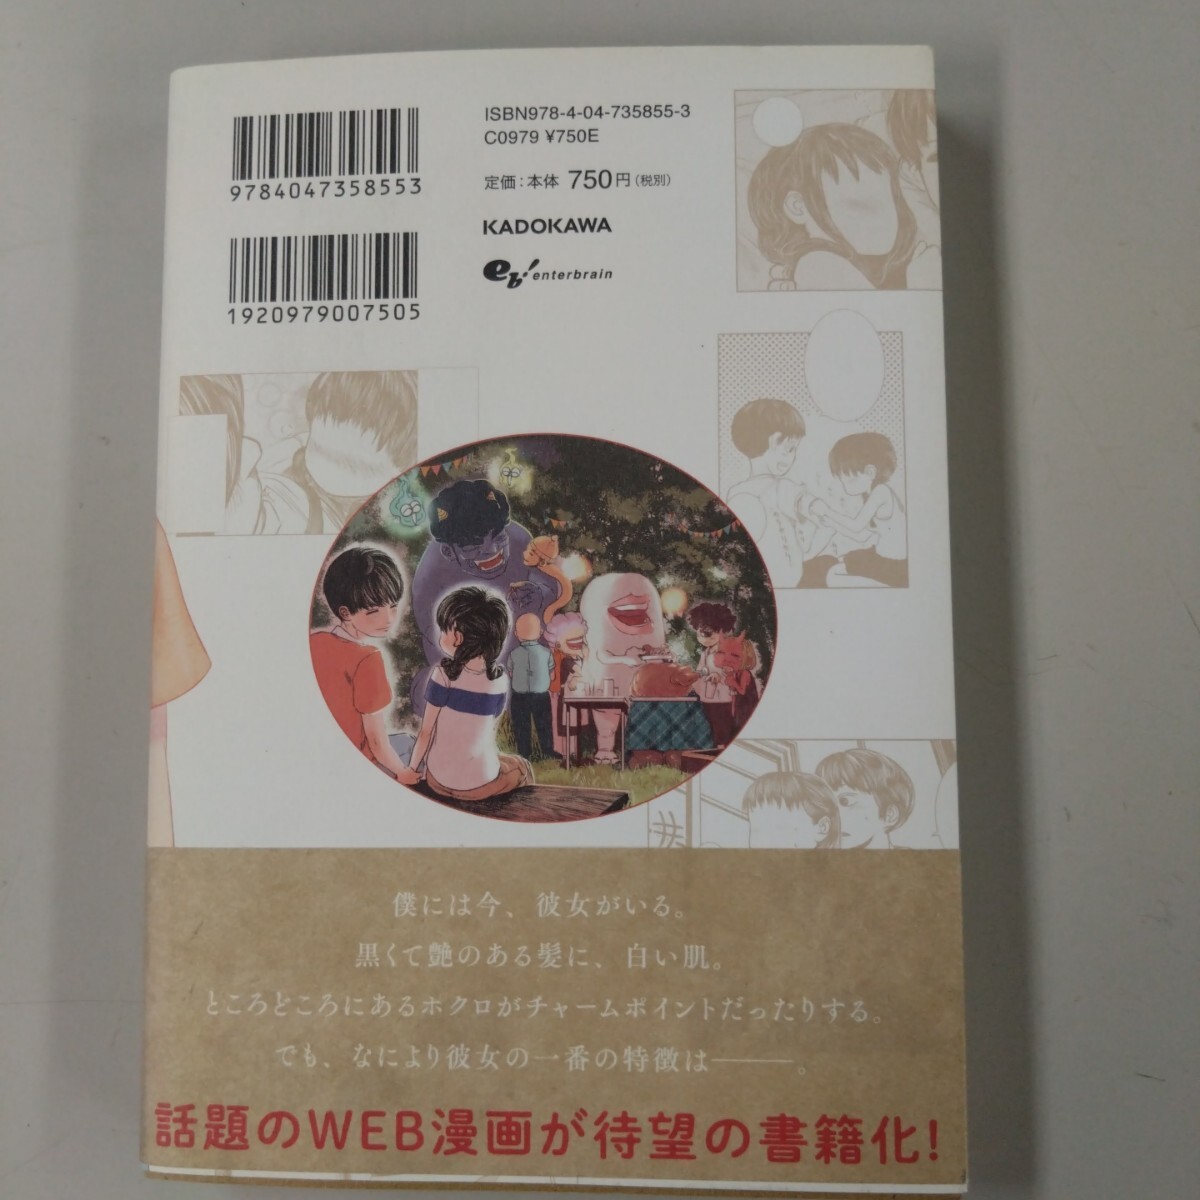 ISBN978-4-04-735855-3
C0979 ¥750E
9784047358553
定価:本体 750円(税別)
KADOKAWA
eb! enterbrain
1920979007505
僕には今、彼女がいる。
黒くて艶のある髪に、白い肌。
ところどころにあるホクロがチャームポイントだったりする。
でも、なにより彼女の一番の特徴は――――。
話題のWEB漫画が待望の書籍化!